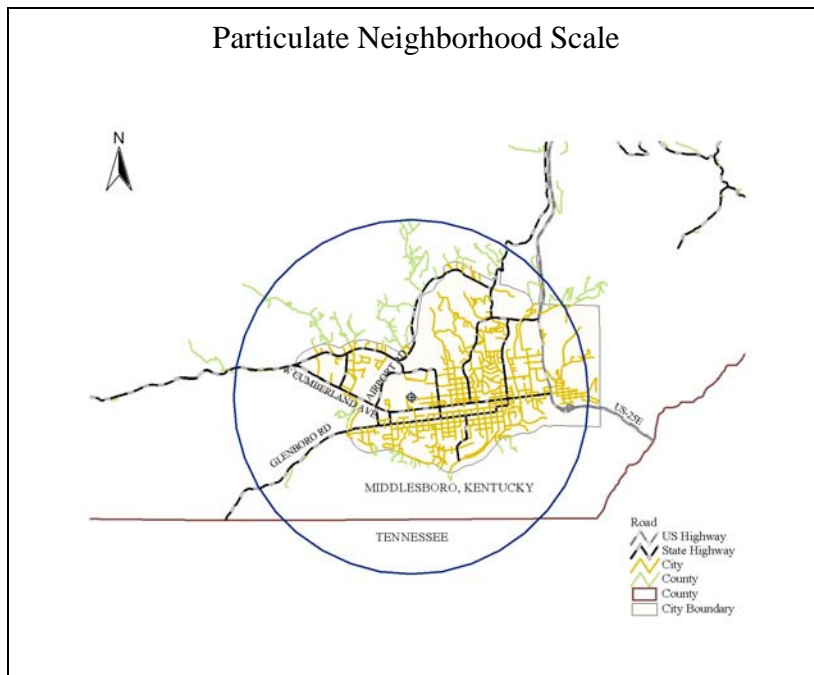 Particulate Neighborhood Scale
N
AIRPORT RD
W CUMBERLAND AVE
US-25E
GLENBORO RD
MIDDLESBORO, KENTUCKY
TENNESSEE
Road
US Highway
State Highway
City
County
County
City Boundary